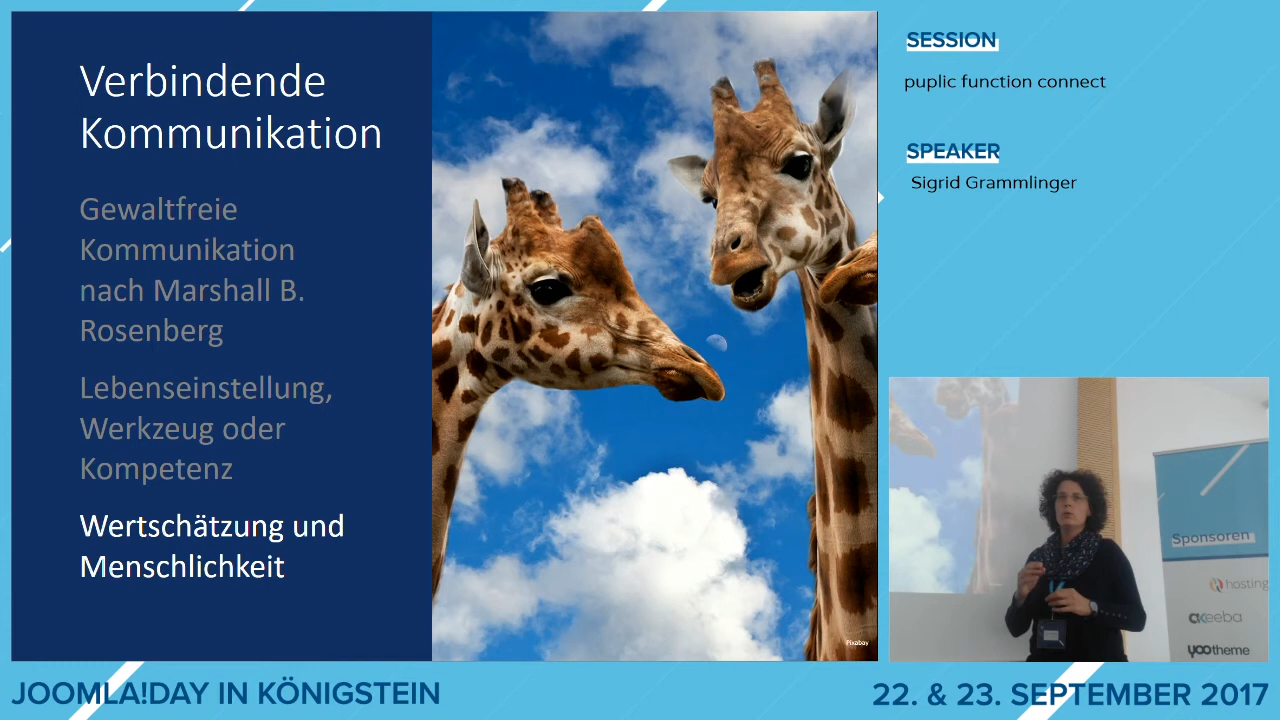 Verbindende
Kommunikation
Gewaltfreie
Kommunikation
nach Marshall B.
Rosenberg
Lebenseinstellung,
Werkzeug oder
Kompetenz
Wertschätzung und
Menschlichkeit
Pixabay
SESSION
puplic function connect
SPEAKER
Sigrid Grammlinger
Sponsoren
hosting
akeeba
yootheme
JOOMLA!DAY IN KÖNIGSTEIN
22. & 23. SEPTEMBER 2017